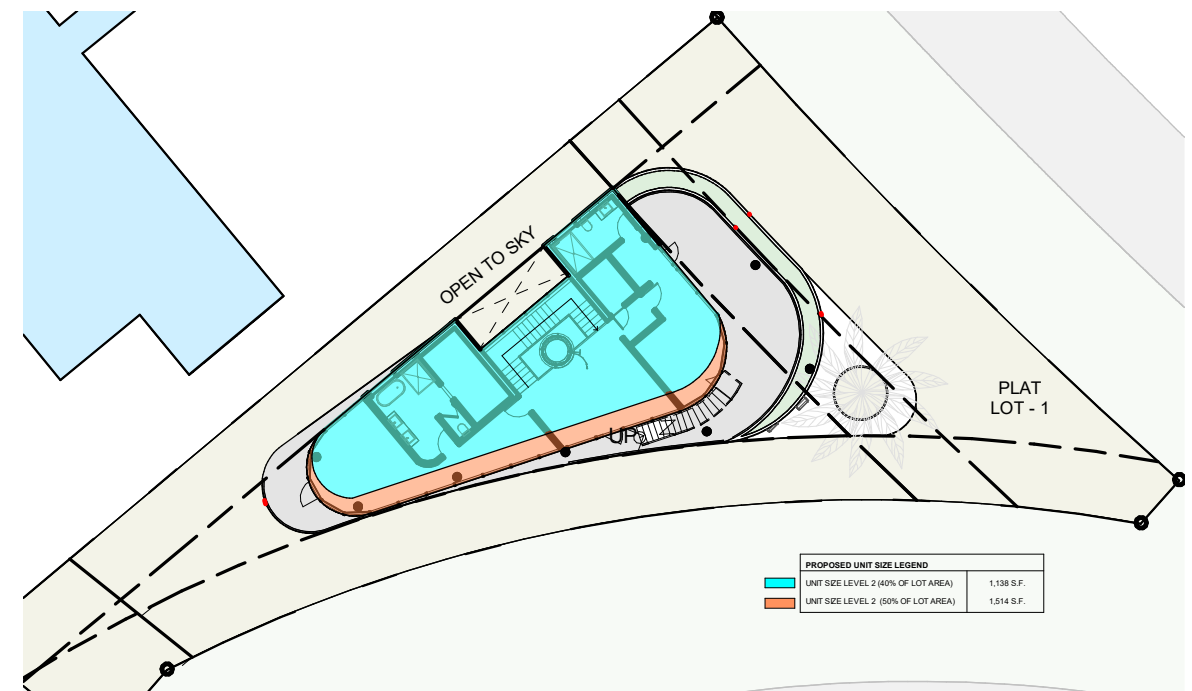 OPEN TO SKY
UP
PLAT
LOT - 1
PROPOSED UNIT SIZE LEGEND
UNIT SIZE LEVEL 2 (40% OF LOT AREA) 1,138 S.F.
UNIT SIZE LEVEL 2 (50% OF LOT AREA) 1,514 S.F.